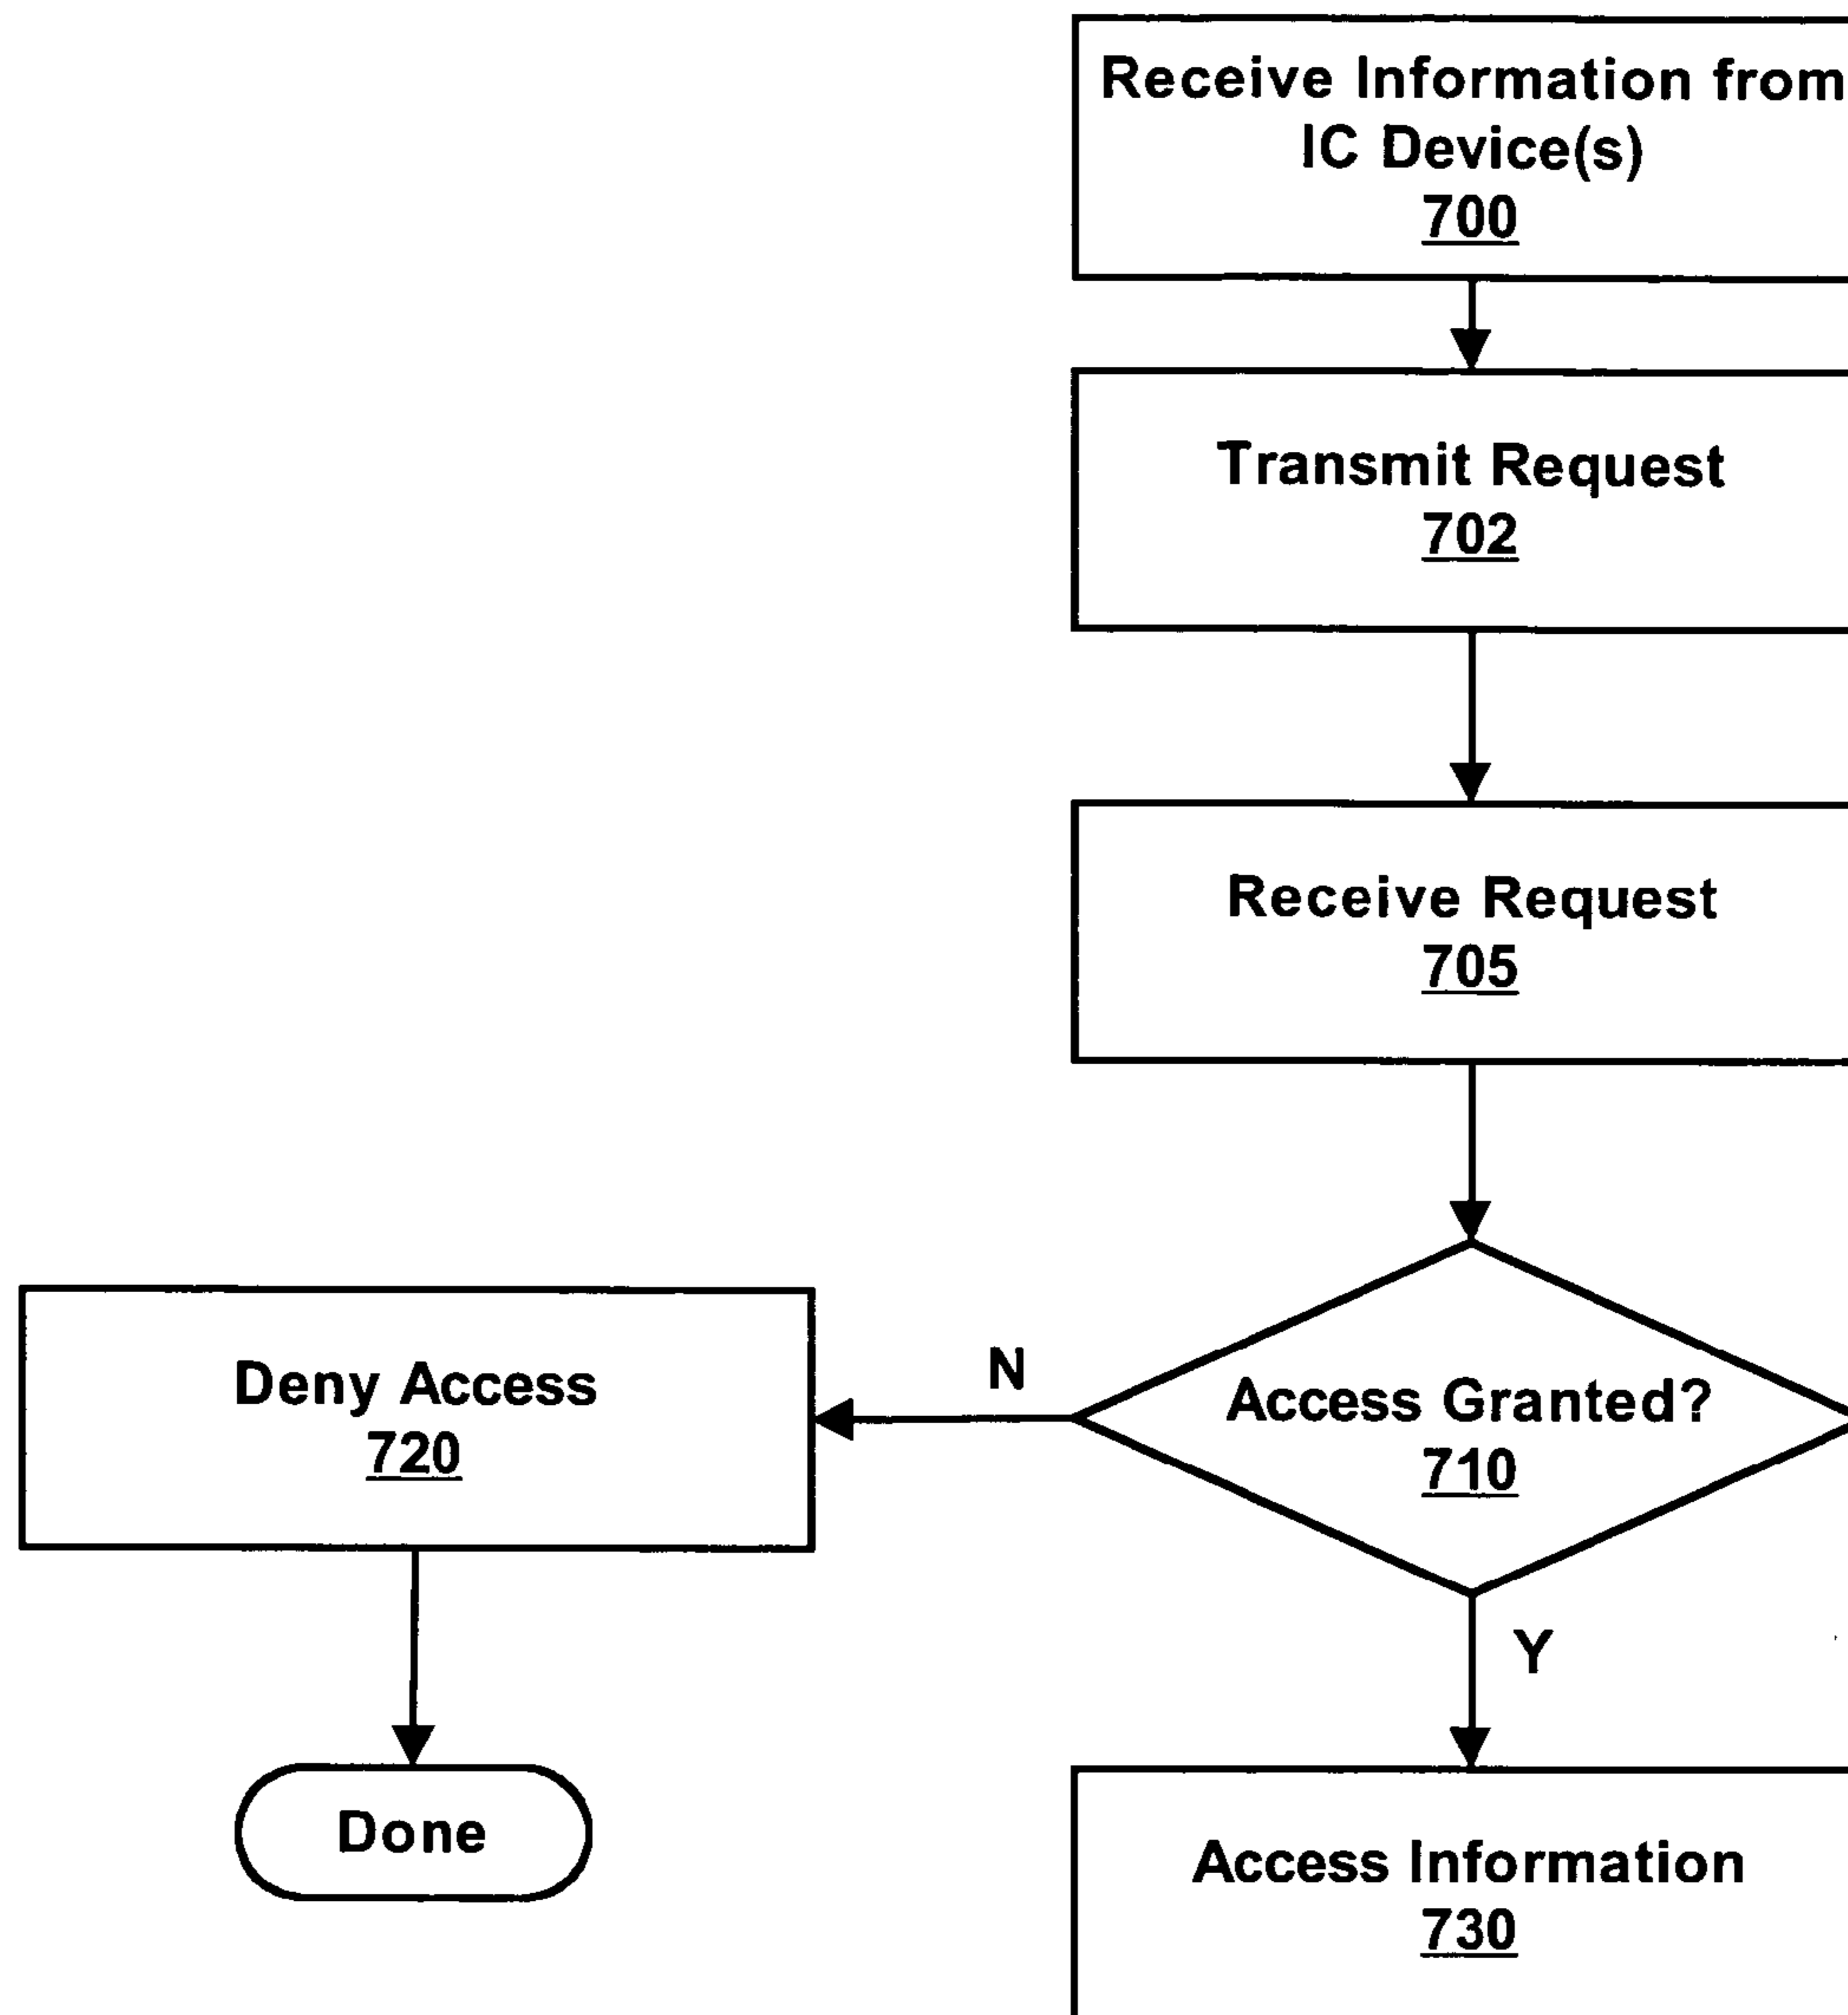 Receive Information from
IC Device(s)
700
Transmit Request
702
Receive Request
705
Access Granted?
710
N
Deny Access
720
Y
Done
Access Information
730